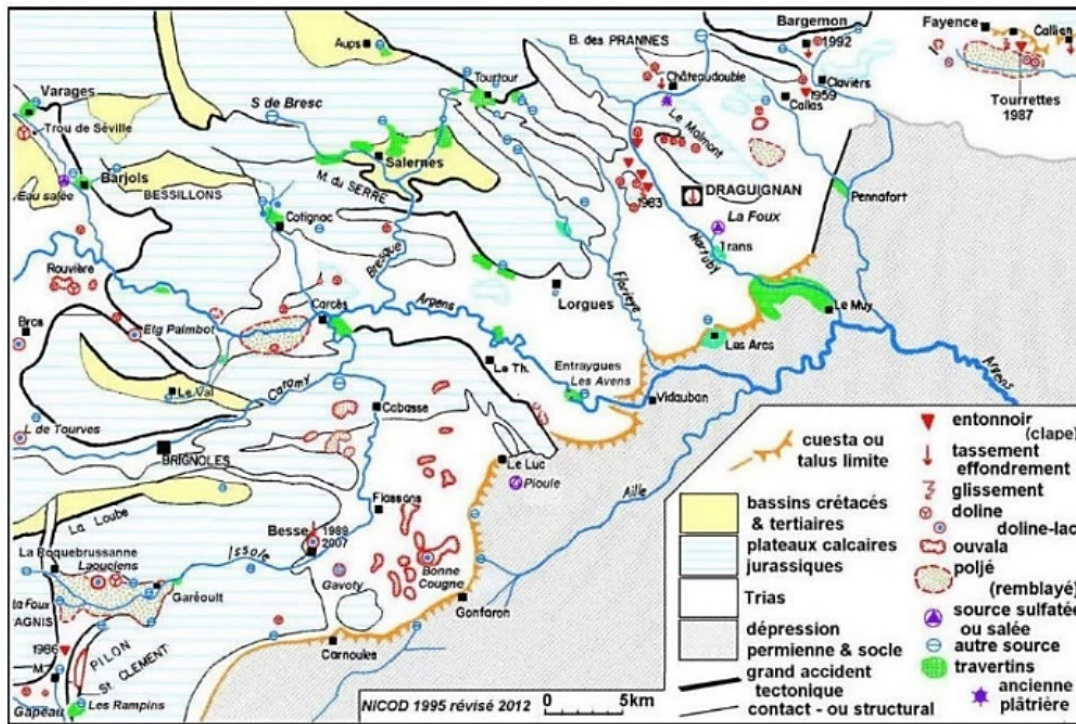 Bargemon
1992
Fayence
Callian
B. des PRANNES
Aups
Tourtour
Châteaudouble
Claviers
1959
Callas
Tourrettes
1987
Varages
Trou de Séville
S de Bresc
Le Malmont
Salernes
M. du SERRE
Barjols
BESSILLONS
Eau salée
Cotignac
DRAGUIGNAN
1983
La Foux
Pennafort
Trans
Bresque
Nartuby
Florieye
Rouvière
Argens
Lorgues
Carcès
Le Muy
Bras
Etg Palmbot
Les Arcs
Le Th.
Entraygues
Les Avens
Argens
Vidauban
Le Val
Caramy
Cabasse
L de Tourves
BRIGNOLES
Le Luc
Pioule
Aille
La Loube
Flassans
Besse
1989
2007
Issole
La Roquebrussanne
Laouciens
Bonne
Cougne
Gavoty
Garéoult
la Foux
AGNIS
Gonfaron
1986
M
PILON
St. CLEMENT
Carnoules
Gapeau
Les Rampins
NICOD 1995 révisé 2012
0
5km
cuesta ou
talus limite
bassins crétacés
& tertiaires
plateaux calcaires
jurassiques
Trias
dépression
permienne & socle
grand accident
tectonique
contact - ou structural
entonnoir
(clape)
tassement
effondrement
glissement
doline
doline-lac
ouvala
poljé
(remblayé)
source sulfatée
ou salée
autre source
travertins
ancienne
plâtrière